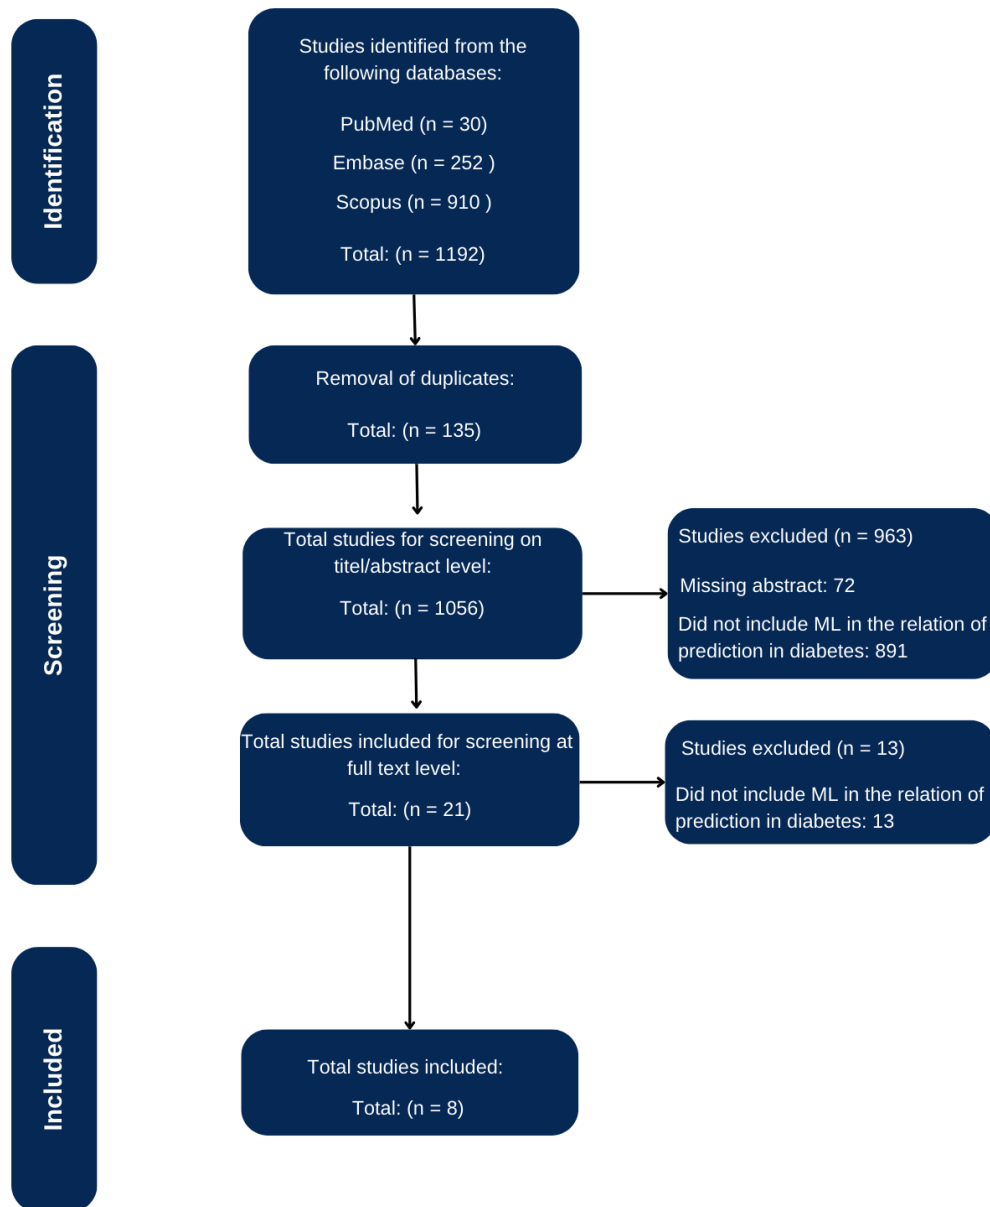 Identification
Studies identified from the
following databases:
PubMed (n = 30)
Embase (n = 252 )
Scopus (n = 910 )
Total: (n = 1192)
Screening
Removal of duplicates:
Total: (n = 135)
Total studies for screening on
titel/abstract level:
Total: (n = 1056)
Studies excluded (n = 963)
Missing abstract: 72
Did not include ML in the relation of
prediction in diabetes: 891
Total studies included for screening at
full text level:
Total: (n = 21)
Studies excluded (n = 13)
Did not include ML in the relation of
prediction in diabetes: 13
Included
Total studies included:
Total: (n = 8)